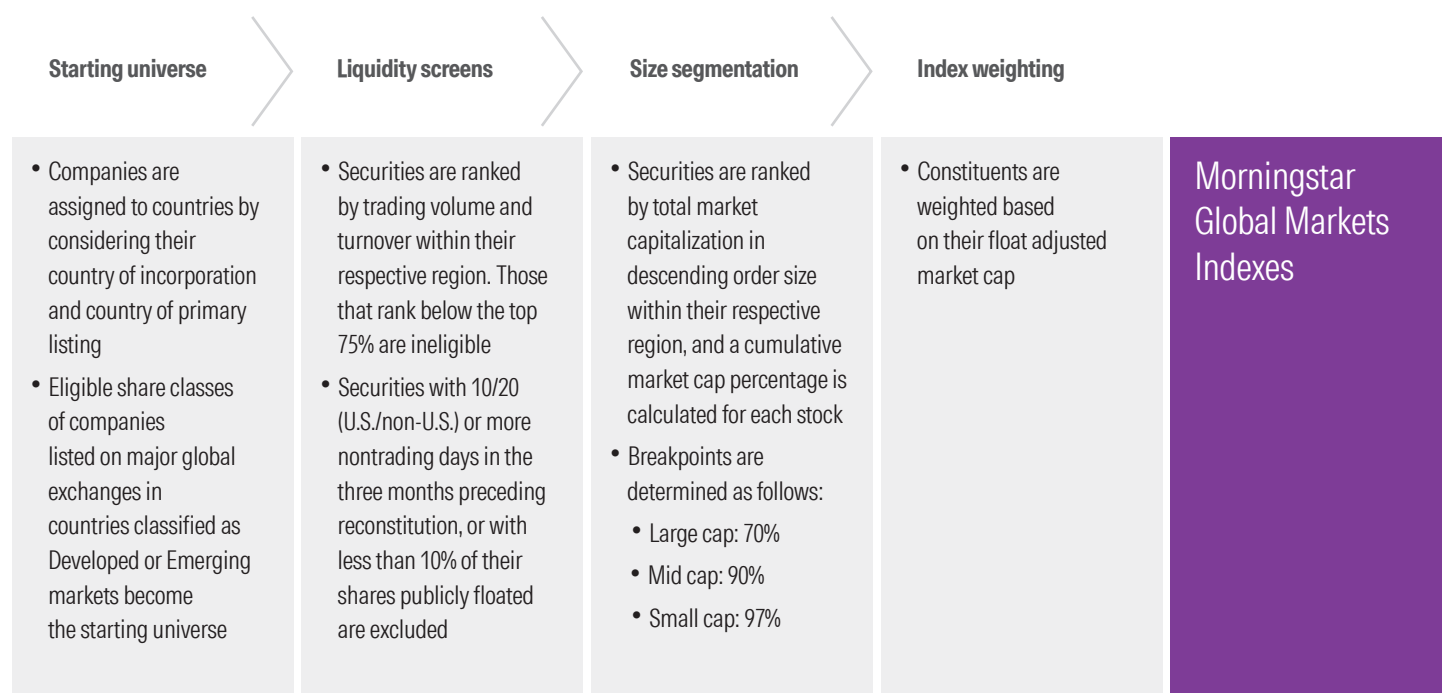 Starting universe
Liquidity screens
Size segmentation
Index weighting
• Companies are
assigned to countries by
considering their
country of incorporation
and country of primary
listing
• Eligible share classes
of companies
listed on major global
exchanges in
countries classified as
Developed or Emerging
markets become
the starting universe
• Securities are ranked
by trading volume and
turnover within their
respective region. Those
that rank below the top
75% are ineligible
• Securities with 10/20
(U.S./non-U.S.) or more
nontrading days in the
three months preceding
reconstitution, or with
less than 10% of their
shares publicly floated
are excluded
• Securities are ranked
by total market
capitalization in
descending order size
within their respective
region, and a cumulative
market cap percentage is
calculated for each stock
• Breakpoints are
determined as follows:
• Large cap: 70%
• Mid cap: 90%
• Small cap: 97%
• Constituents are
weighted based
on their float adjusted
market cap
Morningstar
Global Markets
Indexes